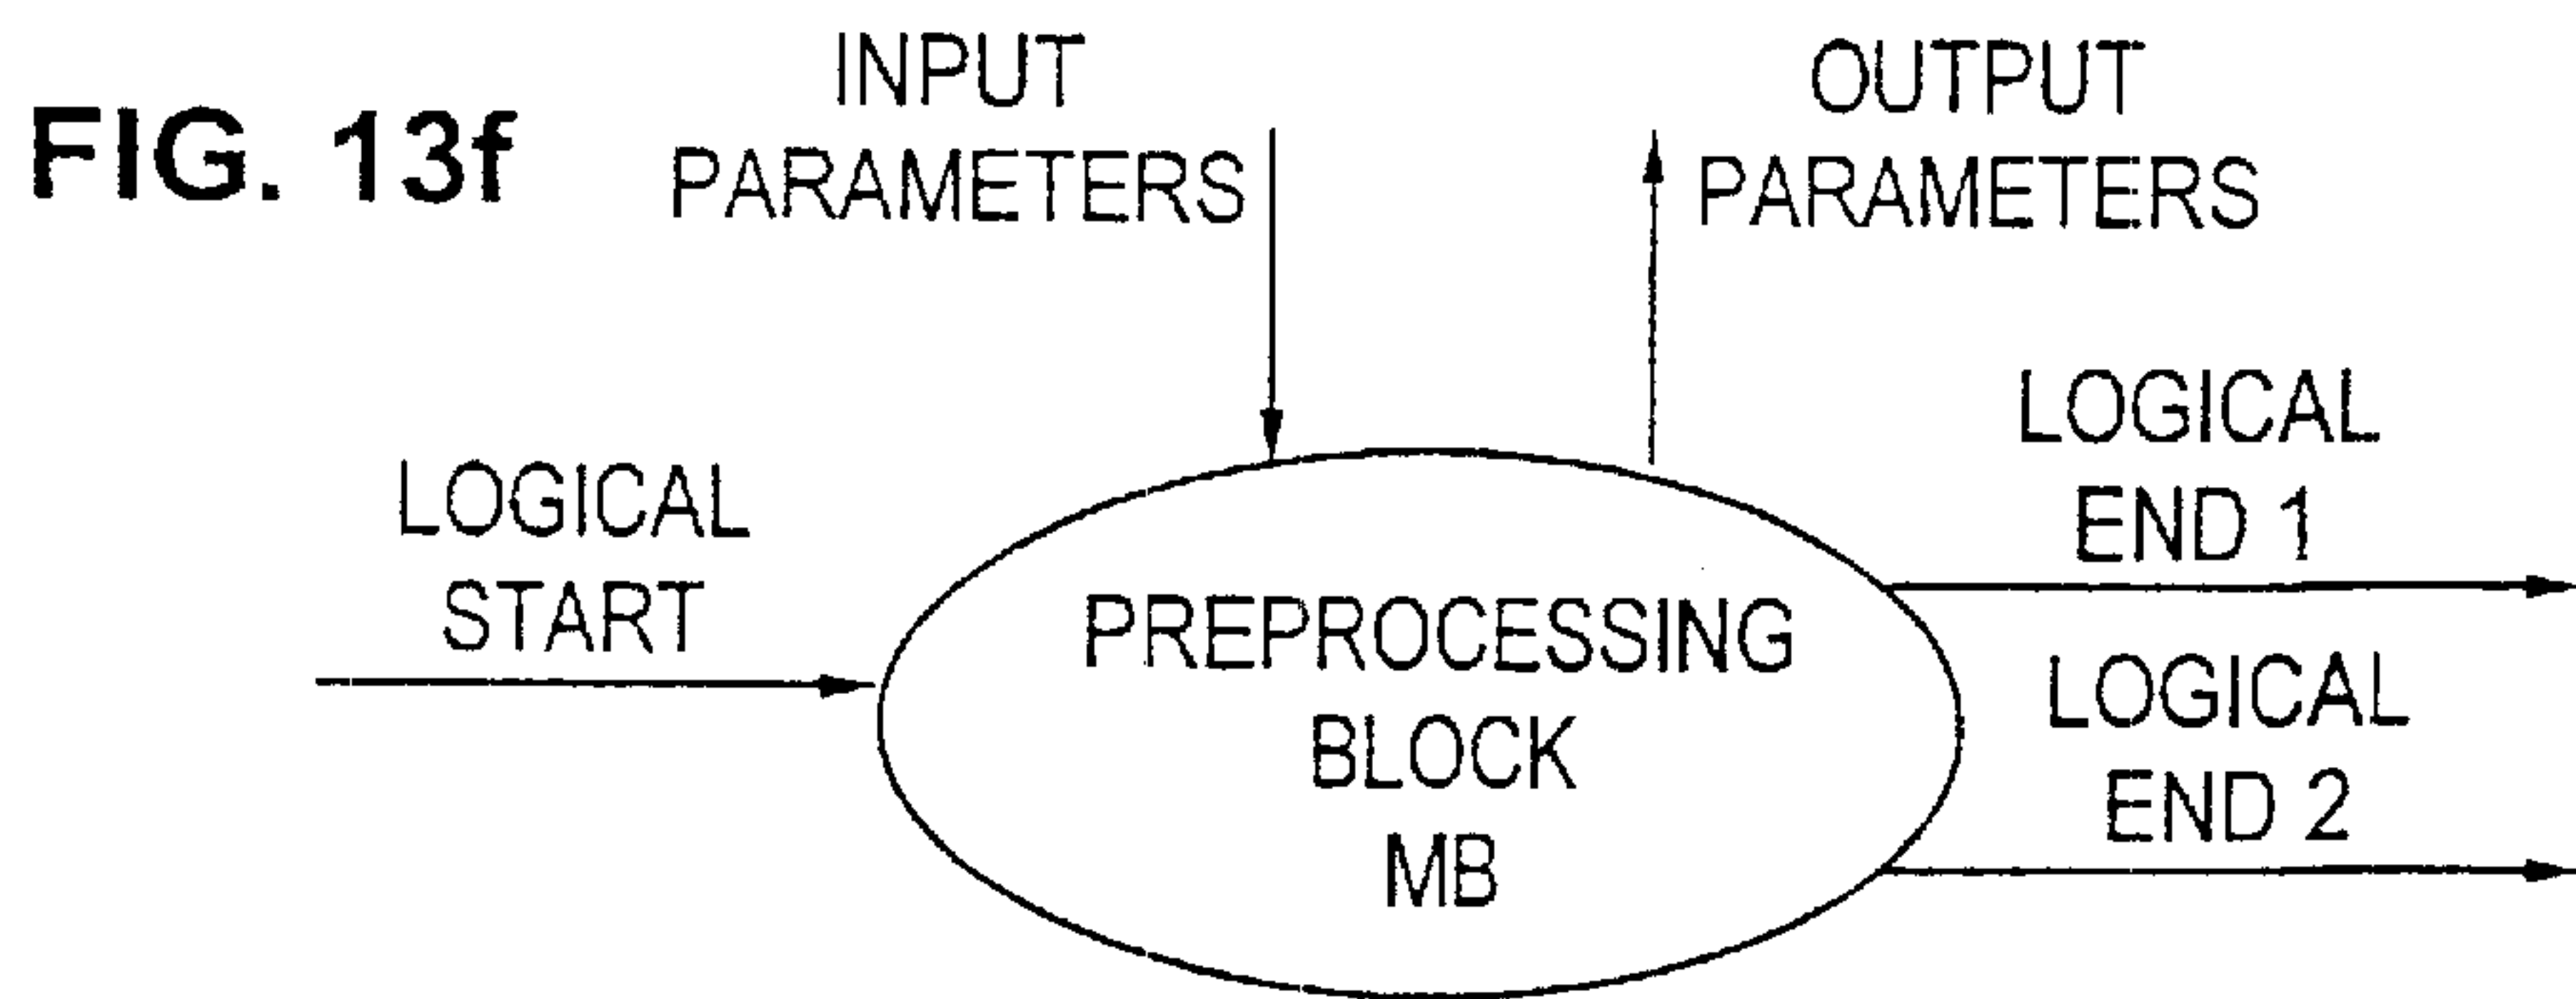 FIG. 13f
INPUT
PARAMETERS
OUTPUT
PARAMETERS
LOGICAL
START
PREPROCESSING
BLOCK
MB
LOGICAL
END 1
LOGICAL
END 2